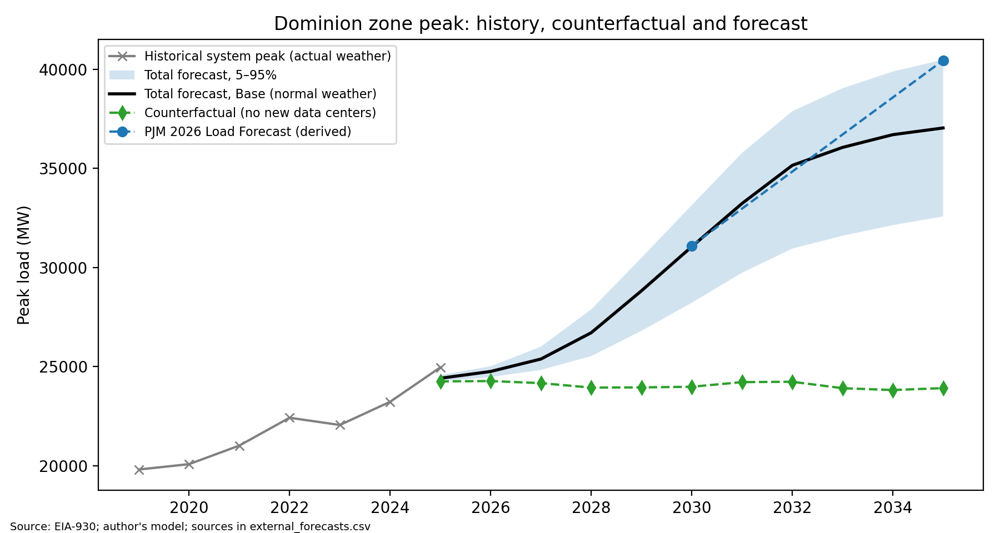 Dominion zone peak: history, counterfactual and forecast
Historical system peak (actual weather)
Total forecast, 5–95%
Total forecast, Base (normal weather)
Counterfactual (no new data centers)
PJM 2026 Load Forecast (derived)
Peak load (MW)
40000
35000
30000
25000
20000
2020 2022 2024 2026 2028 2030 2032 2034
Source: EIA-930; author's model; sources in external_forecasts.csv